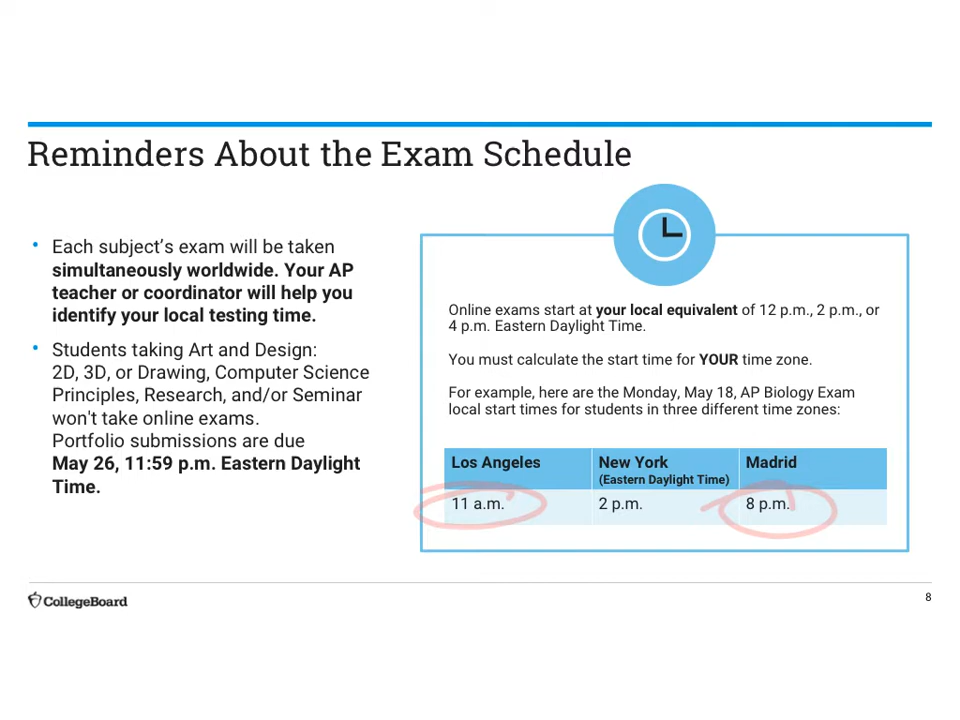 Reminders About the Exam Schedule
• Each subject’s exam will be taken
simultaneously worldwide. Your AP
teacher or coordinator will help you
identify your local testing time.
• Students taking Art and Design:
2D, 3D, or Drawing, Computer Science
Principles, Research, and/or Seminar
won't take online exams.
Portfolio submissions are due
May 26, 11:59 p.m. Eastern Daylight
Time.
Online exams start at your local equivalent of 12 p.m., 2 p.m., or
4 p.m. Eastern Daylight Time.
You must calculate the start time for YOUR time zone.
For example, here are the Monday, May 18, AP Biology Exam
local start times for students in three different time zones:
Los Angeles New York Madrid
(Eastern Daylight Time)
11 a.m. 2 p.m. 8 p.m.
CollegeBoard
8